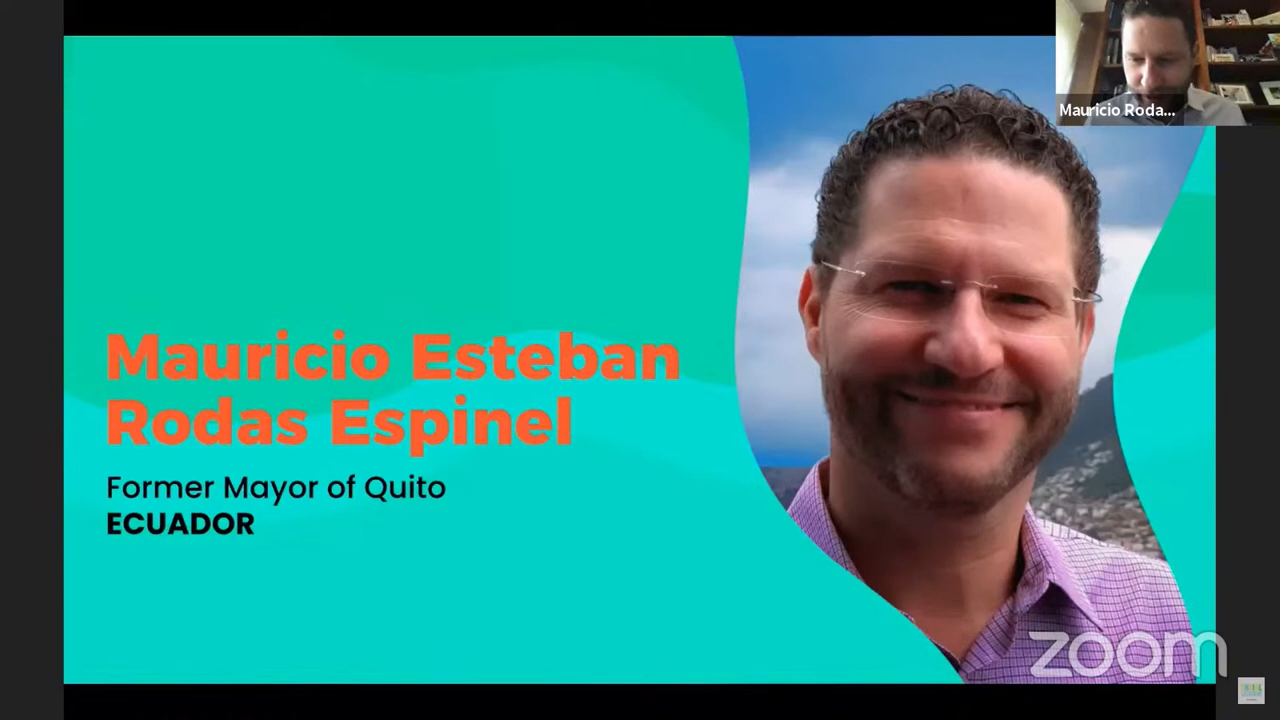 Mauricio Roda...
Mauricio Esteban
Rodas Espinel
Former Mayor of Quito
ECUADOR
zoom